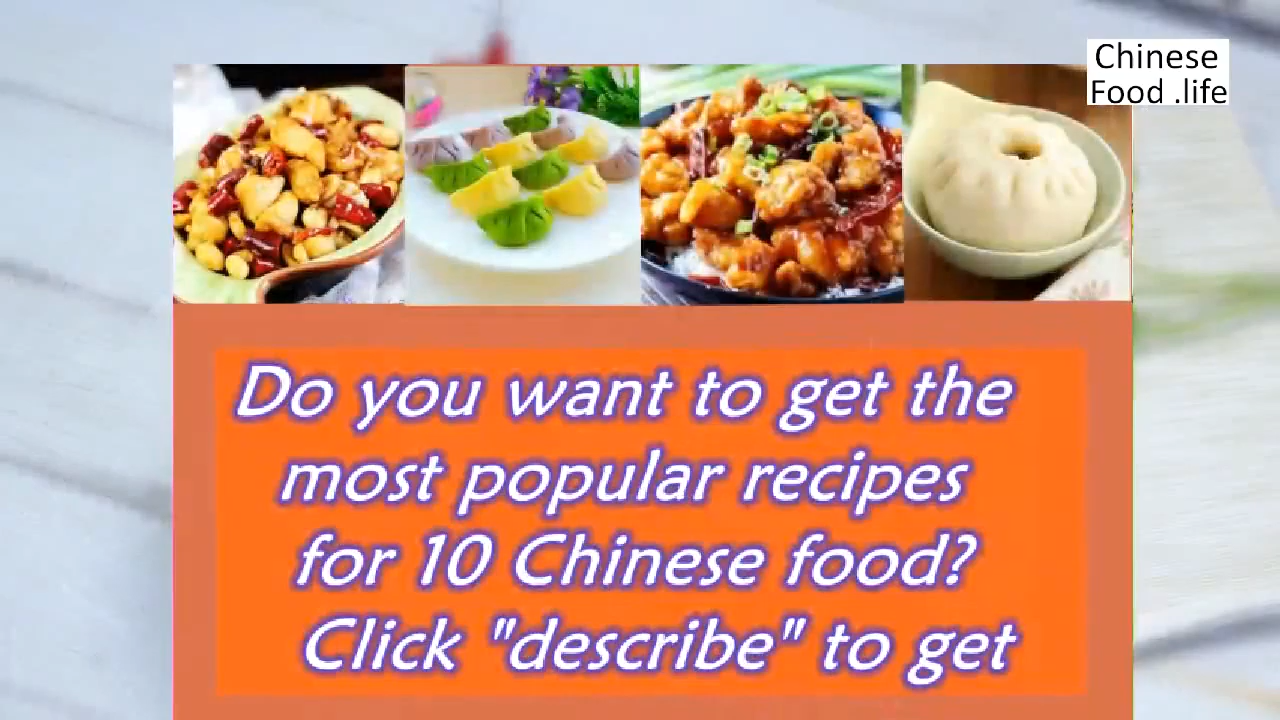 Chinese
Food .life
Do you want to get the
most popular recipes
for 10 Chinese food?
Click "describe" to get